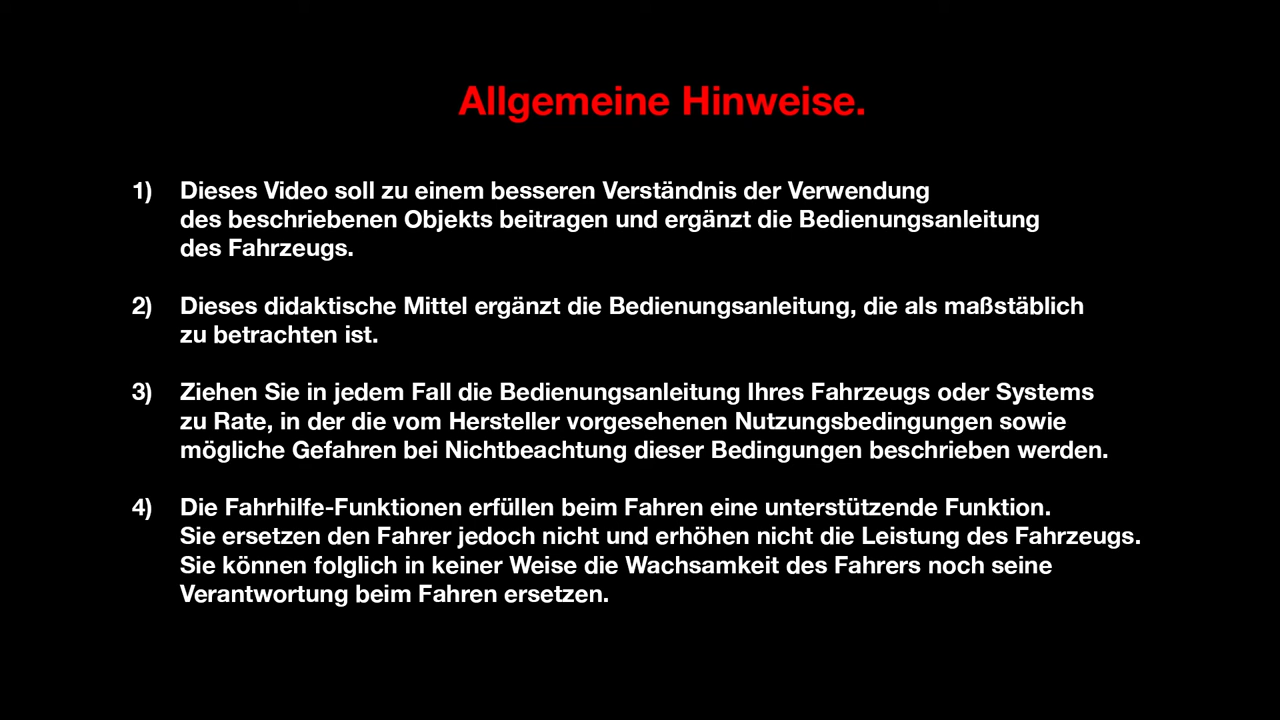 Allgemeine Hinweise.
1) Dieses Video soll zu einem besseren Verständnis der Verwendung
des beschriebenen Objekts beitragen und ergänzt die Bedienungsanleitung
des Fahrzeugs.
2) Dieses didaktische Mittel ergänzt die Bedienungsanleitung, die als maßstäblich
zu betrachten ist.
3) Ziehen Sie in jedem Fall die Bedienungsanleitung Ihres Fahrzeugs oder Systems
zu Rate, in der die vom Hersteller vorgesehenen Nutzungsbedingungen sowie
mögliche Gefahren bei Nichtbeachtung dieser Bedingungen beschrieben werden.
4) Die Fahrhilfe-Funktionen erfüllen beim Fahren eine unterstützende Funktion.
Sie ersetzen den Fahrer jedoch nicht und erhöhen nicht die Leistung des Fahrzeugs.
Sie können folglich in keiner Weise die Wachsamkeit des Fahrers noch seine
Verantwortung beim Fahren ersetzen.